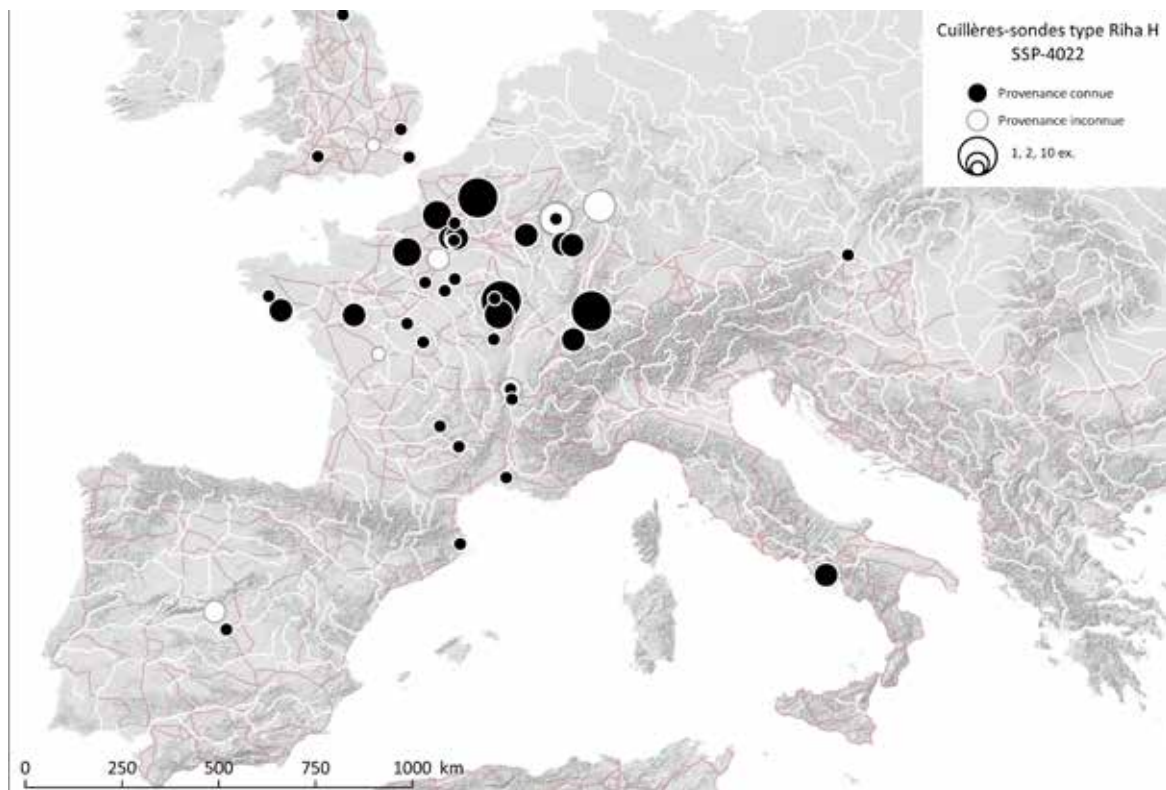 Cuillères-sondes type Riha H
SSP-4022
Provenance connue
Provenance inconnue
1, 2, 10 ex.
0 250 500 750 1000 km